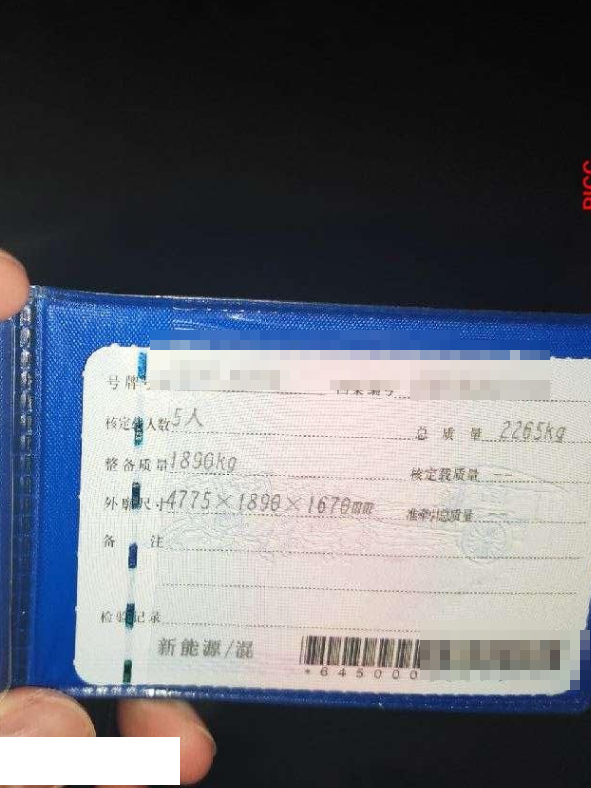 号牌
核定载人数 5人
总质量 2265kg
整备质量 1890kg
核定载质量 --
外廓尺寸 4775×1890×1670mm
准牵引总质量 --
备注
检验记录
新能源/混
*645000
PICC